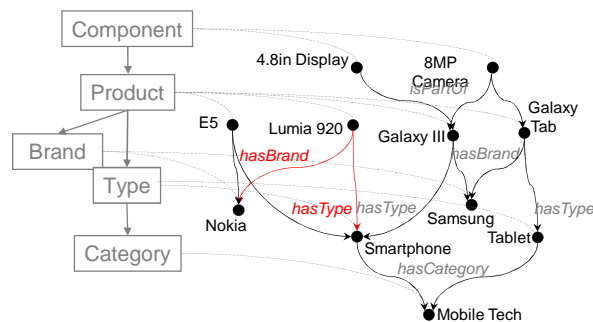 Component
4.8in Display
8MP
Camera
isPartOf
Product
E5
Lumia 920
Galaxy III
Galaxy
Tab
Brand
hasBrand
hasBrand
Type
Nokia
hasType
hasType
Samsung
hasType
Category
Smartphone
Tablet
hasCategory
Mobile Tech